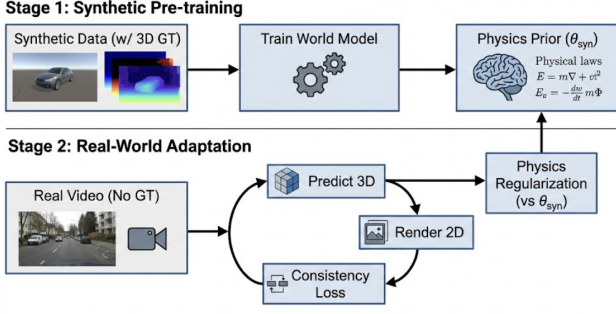 Stage 1: Synthetic Pre-training
Synthetic Data (w/ 3D GT)
Train World Model
Physics Prior (θsyn)
Physical laws
E = m∇ + vt²
Eₐ = −dw/dt mΦ
Stage 2: Real-World Adaptation
Real Video (No GT)
Predict 3D
Render 2D
Consistency
Loss
Physics
Regularization
(vs θsyn)